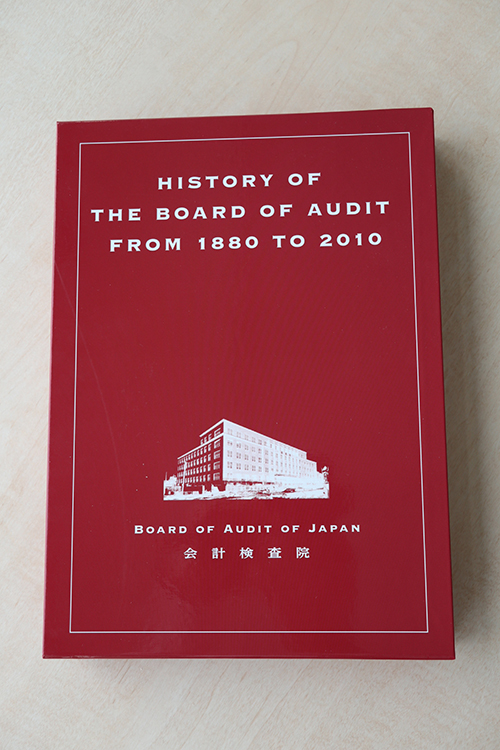 HISTORY OF
THE BOARD OF AUDIT
FROM 1880 TO 2010
BOARD OF AUDIT OF JAPAN
会計検査院